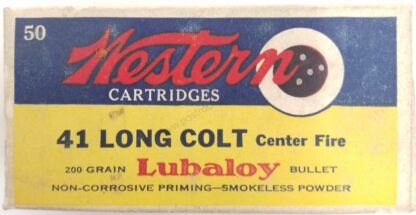 50
Western
CARTRIDGES
41 LONG COLT Center Fire
200 GRAIN Lubaloy BULLET
NON-CORROSIVE PRIMING—SMOKELESS POWDER